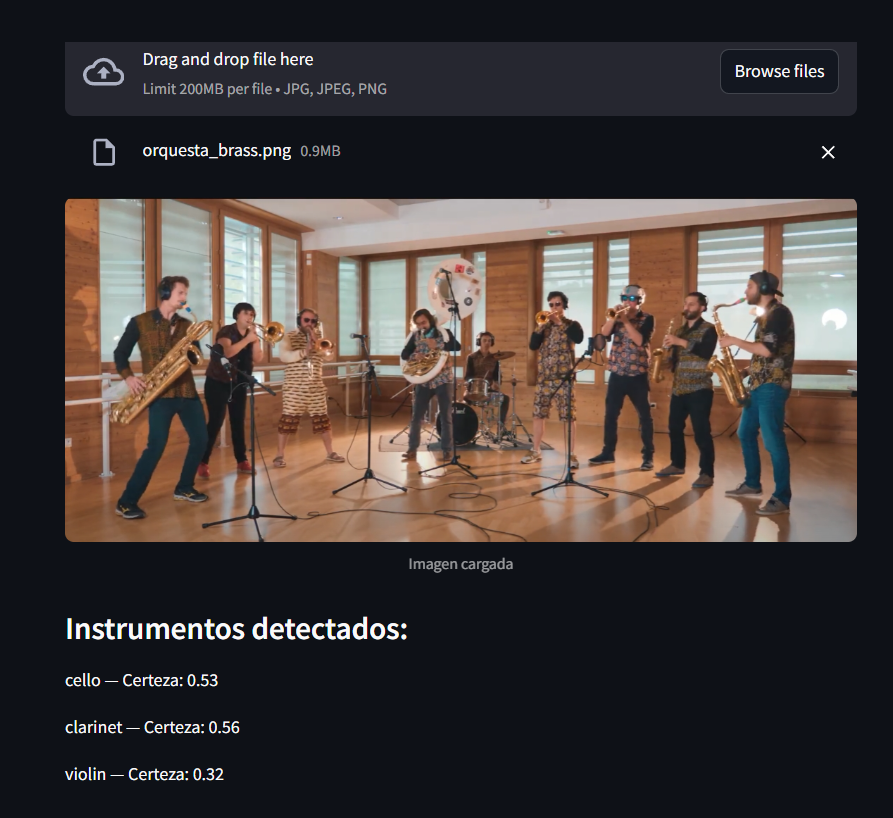 Drag and drop file here
Limit 200MB per file • JPG, JPEG, PNG
Browse files
orquesta_brass.png 0.9MB
Imagen cargada
Instrumentos detectados:
cello — Certeza: 0.53
clarinet — Certeza: 0.56
violin — Certeza: 0.32